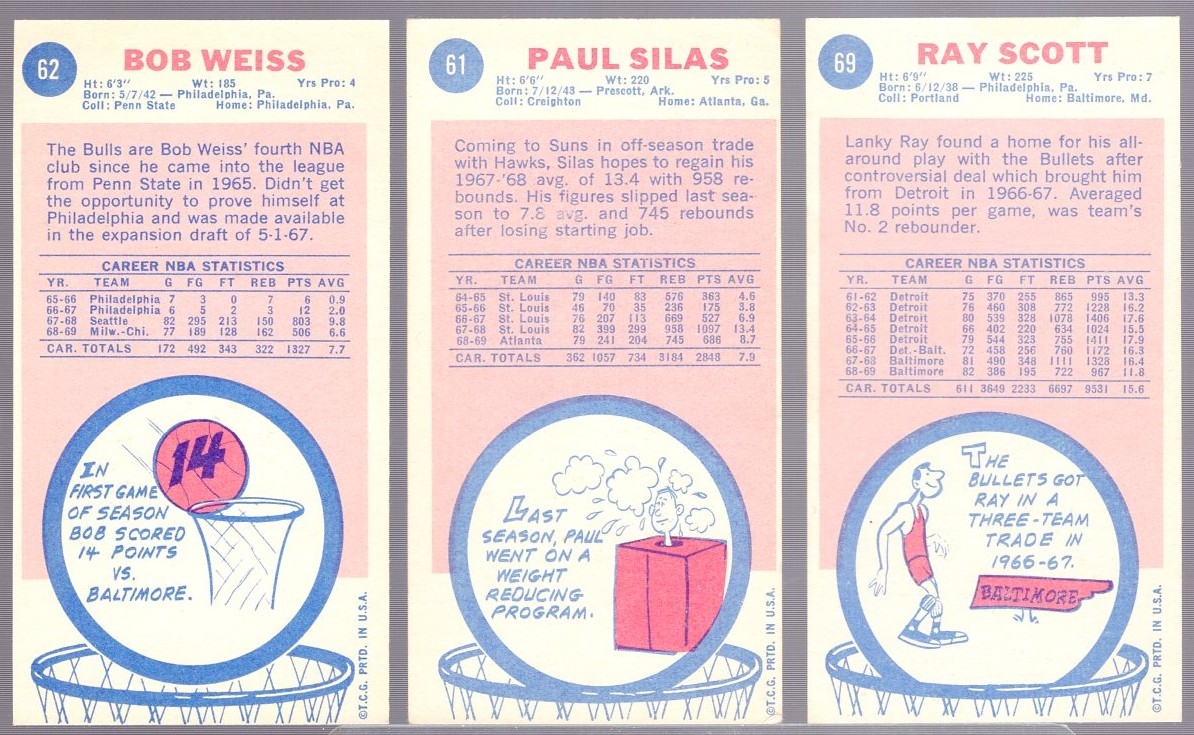 62
BOB WEISS
Ht: 6'3" Wt: 185 Yrs Pro: 4
Born: 5/7/42 — Philadelphia, Pa.
Coll: Penn State Home: Philadelphia, Pa.
The Bulls are Bob Weiss' fourth NBA
club since he came into the league
from Penn State in 1965. Didn't get
the opportunity to prove himself at
Philadelphia and was made available
in the expansion draft of 5-1-67.
CAREER NBA STATISTICS
YR. TEAM G FG FT REB PTS AVG
65-66 Philadelphia 7 3 0 7 6 0.9
66-67 Philadelphia 6 5 2 3 12 2.0
67-68 Seattle 82 295 213 150 803 9.8
68-69 Milw.-Chi. 77 189 128 162 506 6.6
CAR. TOTALS 172 492 343 322 1327 7.7
14
IN
FIRST GAME
OF SEASON
BOB SCORED
14 POINTS
VS.
BALTIMORE.
©T.C.G. PRTD. IN U.S.A.
61
PAUL SILAS
Ht: 6'6" Wt: 220 Yrs Pro: 5
Born: 7/12/43 — Prescott, Ark.
Coll: Creighton Home: Atlanta, Ga.
Coming to Suns in off-season trade
with Hawks, Silas hopes to regain his
1967-'68 avg. of 13.4 with 958 re-
bounds. His figures slipped last sea-
son to 7.8 avg. and 745 rebounds
after losing starting job.
CAREER NBA STATISTICS
YR. TEAM G FG FT REB PTS AVG
64-65 St. Louis 79 140 83 576 363 4.6
65-66 St. Louis 46 70 35 236 175 3.8
66-67 St. Louis 76 207 113 669 527 6.9
67-68 St. Louis 82 399 299 958 1097 13.4
68-69 Atlanta 79 241 204 745 686 8.7
CAR. TOTALS 362 1057 734 3184 2848 7.9
LAST
SEASON, PAUL
WENT ON A
WEIGHT
REDUCING
PROGRAM.
©T.C.G. PRTD. IN U.S.A.
69
RAY SCOTT
Ht: 6'9" Wt: 225 Yrs Pro: 7
Born: 6/12/38 — Philadelphia, Pa.
Coll: Portland Home: Baltimore, Md.
Lanky Ray found a home for his all-
around play with the Bullets after
controversial deal which brought him
from Detroit in 1966-67. Averaged
11.8 points per game, was team's
No. 2 rebounder.
CAREER NBA STATISTICS
YR. TEAM G FG FT REB PTS AVG
61-62 Detroit 75 370 255 865 995 13.3
62-63 Detroit 76 460 308 772 1228 16.2
63-64 Detroit 80 539 328 1078 1406 17.6
64-65 Detroit 66 402 220 634 1024 15.5
65-66 Detroit 79 544 323 755 1411 17.9
66-67 Det.-Balt. 72 458 256 760 1172 16.3
67-68 Baltimore 81 490 348 1111 1328 16.4
68-69 Baltimore 82 386 195 722 967 11.8
CAR. TOTALS 611 3649 2233 6697 9531 15.6
THE
BULLETS GOT
RAY IN A
THREE-TEAM
TRADE IN
1966-67.
BALTIMORE
©T.C.G. PRTD. IN U.S.A.